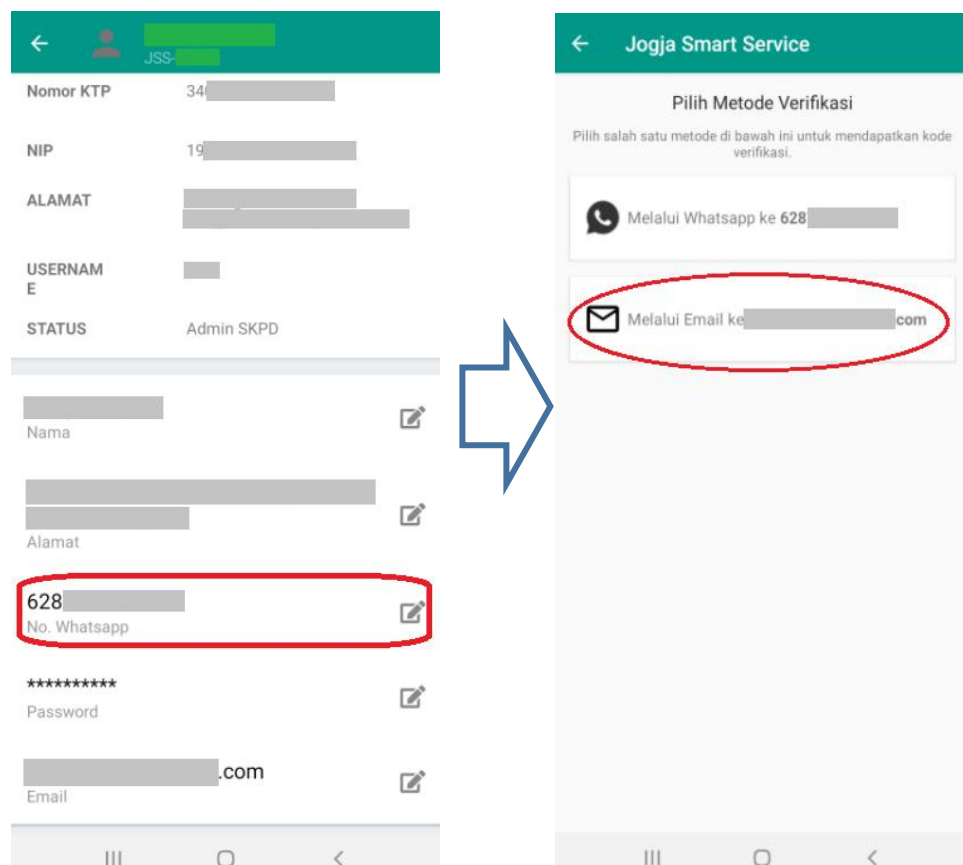 JSS-
Nomor KTP 34
NIP 19
ALAMAT
USERNAM
E
STATUS Admin SKPD
Nama
Alamat
628
No. Whatsapp
**********
Password
.com
Email
Jogja Smart Service
Pilih Metode Verifikasi
Pilih salah satu metode di bawah ini untuk mendapatkan kode
verifikasi.
Melalui Whatsapp ke 628
Melalui Email ke com